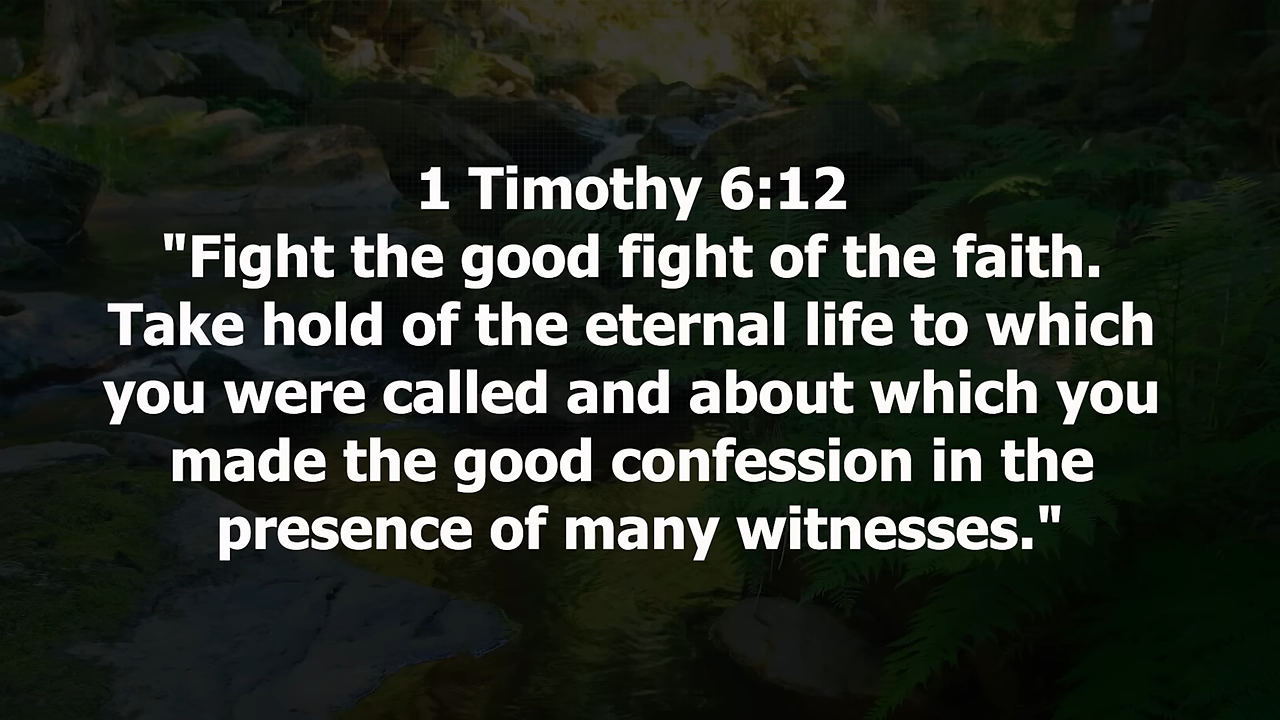 1 Timothy 6:12
"Fight the good fight of the faith.
Take hold of the eternal life to which
you were called and about which you
made the good confession in the
presence of many witnesses."